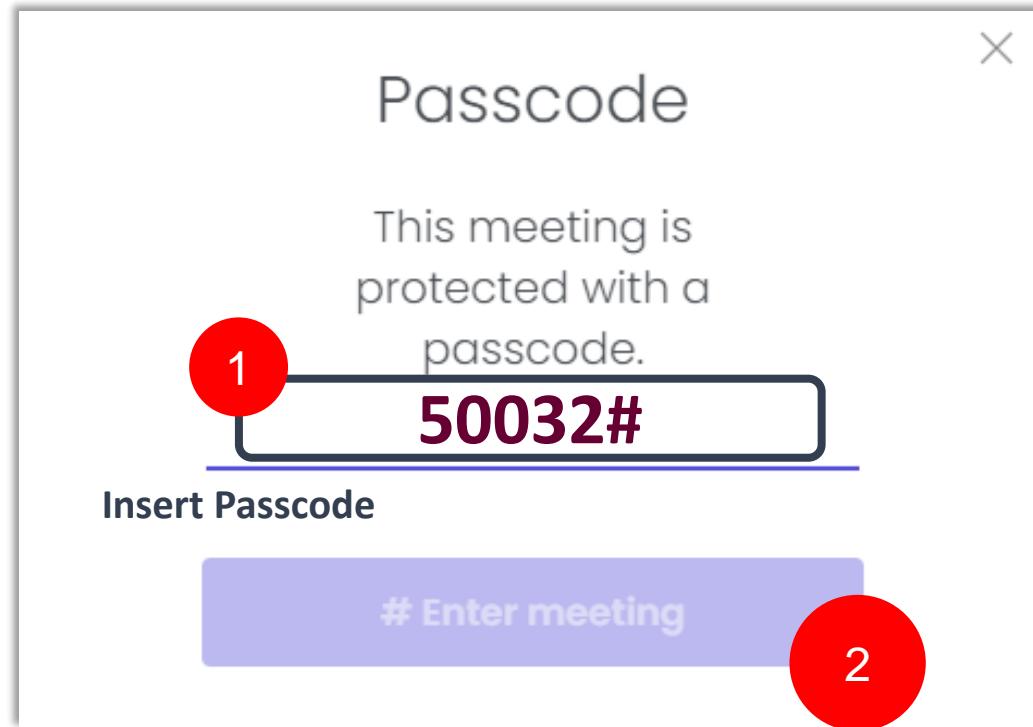 Passcode
This meeting is
protected with a
passcode.
1
50032#
Insert Passcode
# Enter meeting
2